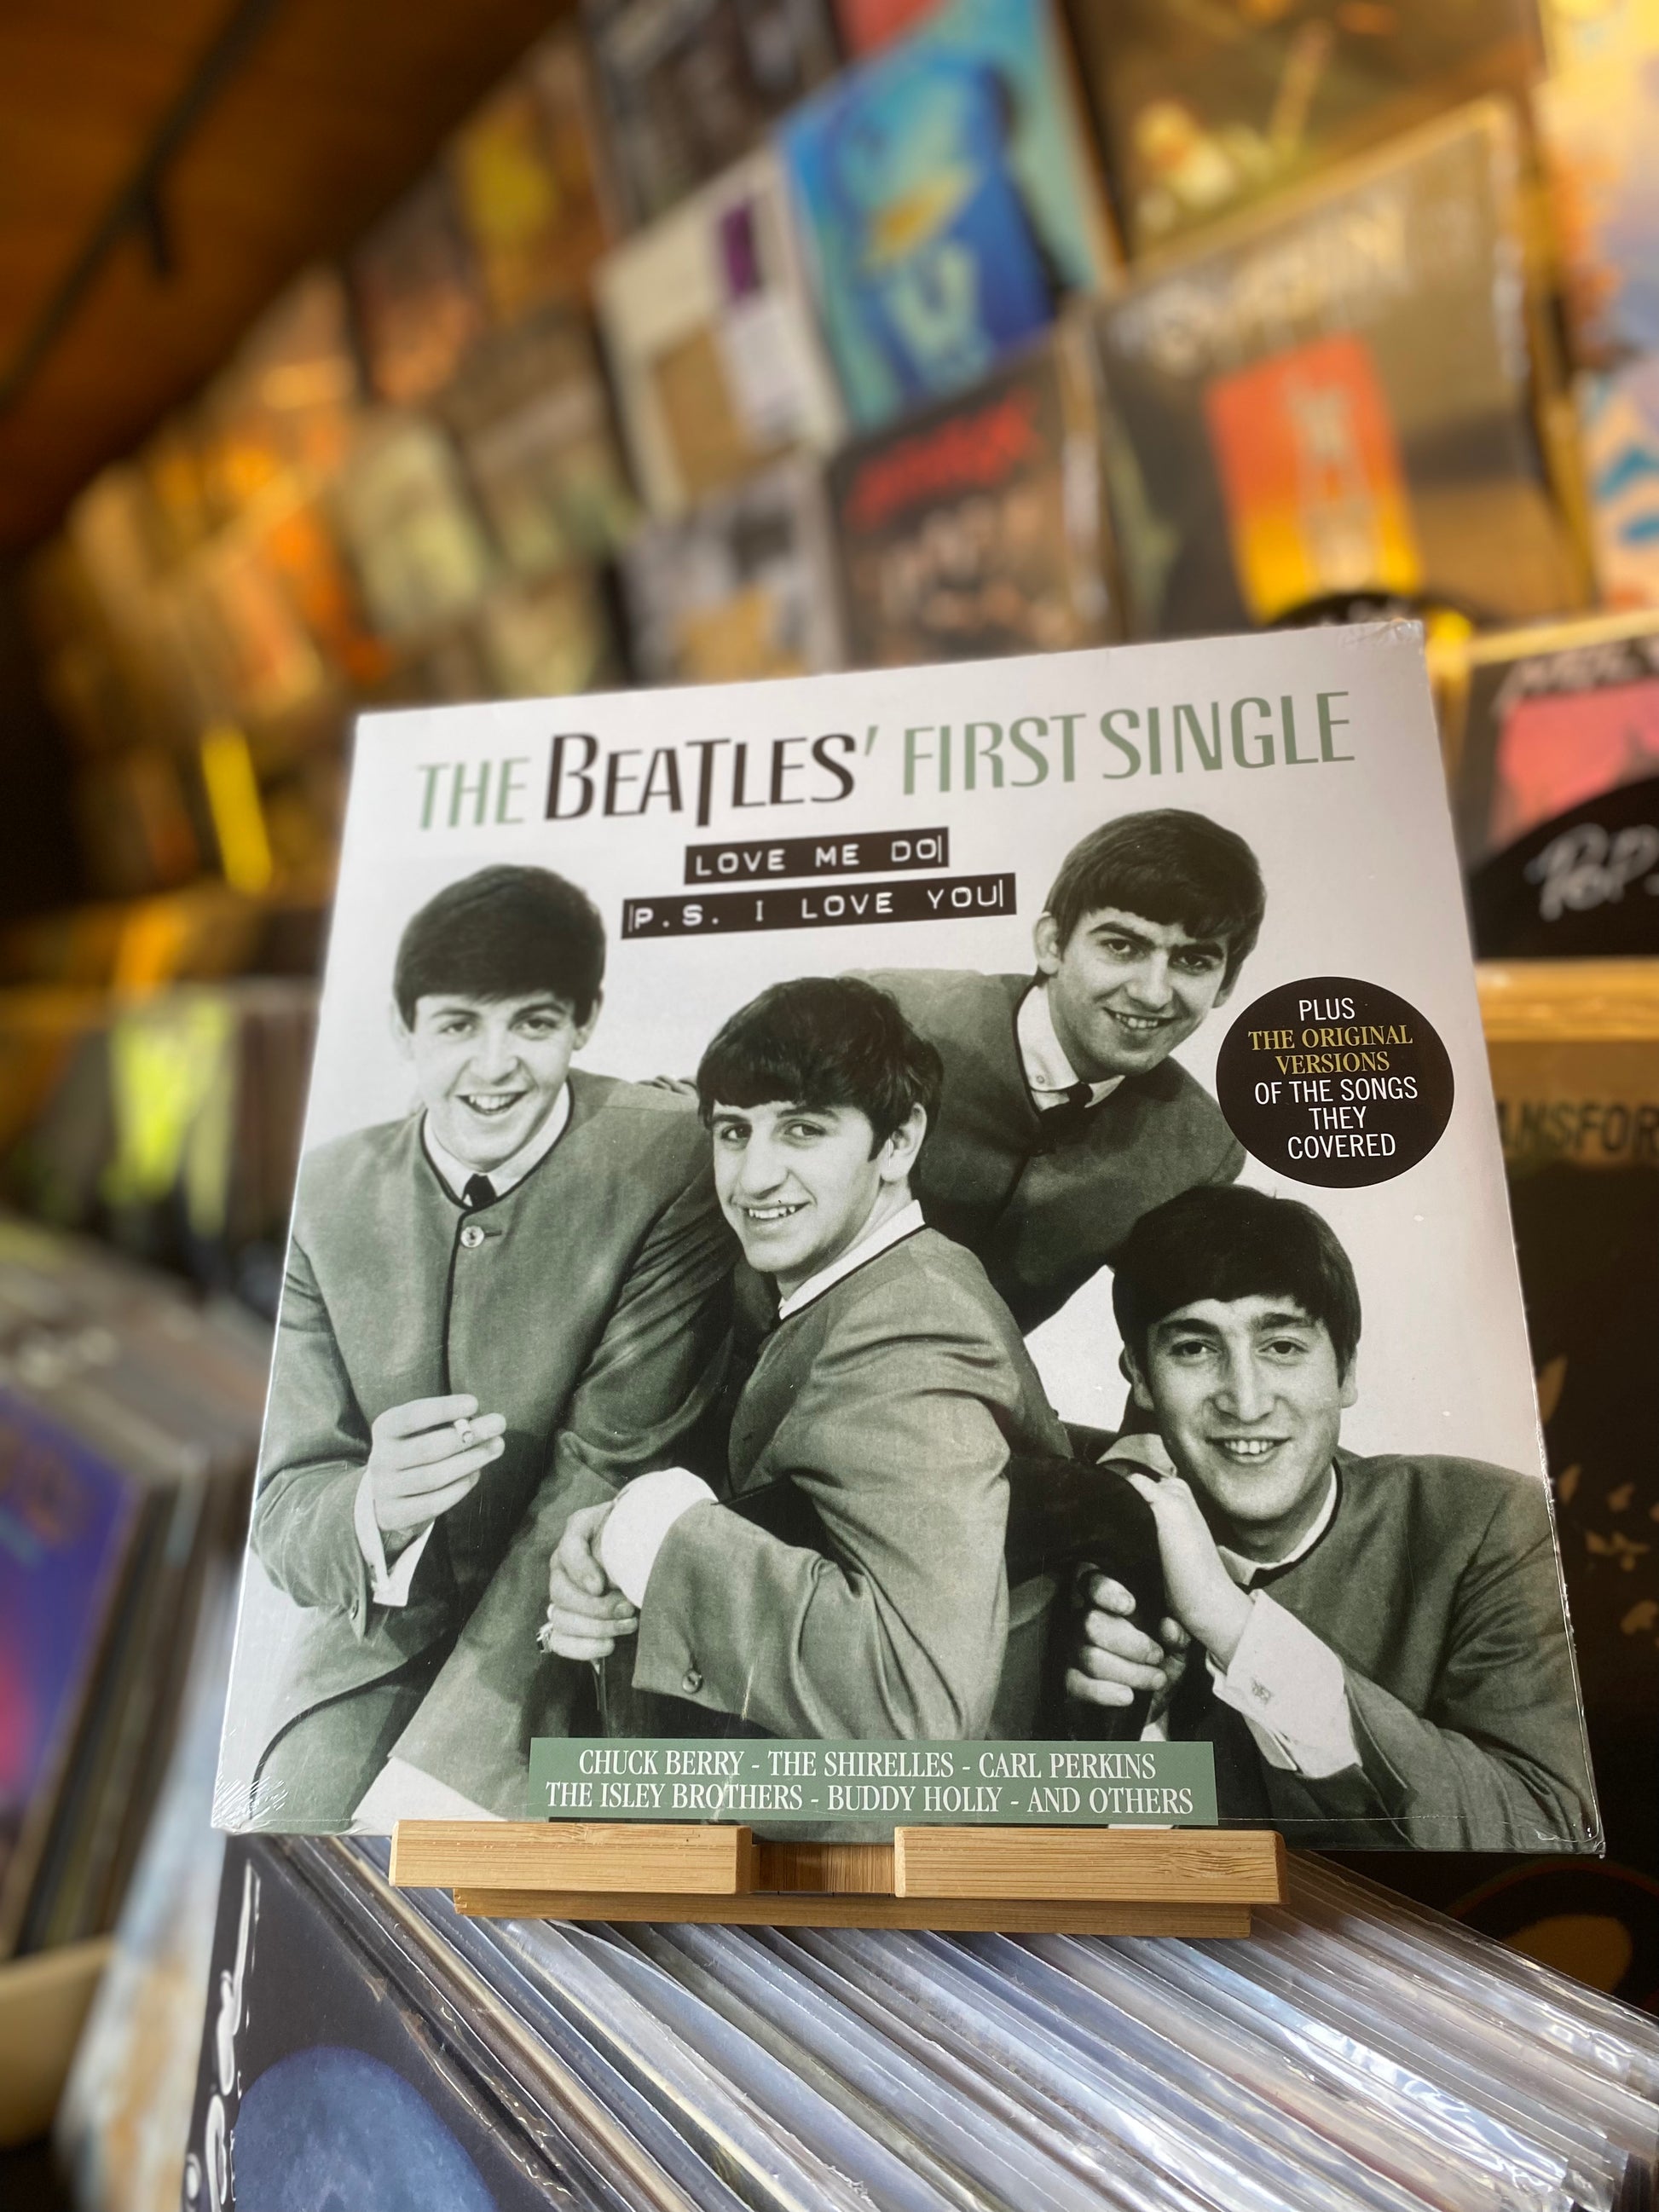 THE BEATLES' FIRST SINGLE
LOVE ME DO
P.S. I LOVE YOU
PLUS
THE ORIGINAL
VERSIONS
OF THE SONGS
THEY
COVERED
CHUCK BERRY - THE SHIRELLES - CARL PERKINS
THE ISLEY BROTHERS - BUDDY HOLLY - AND OTHERS
POP